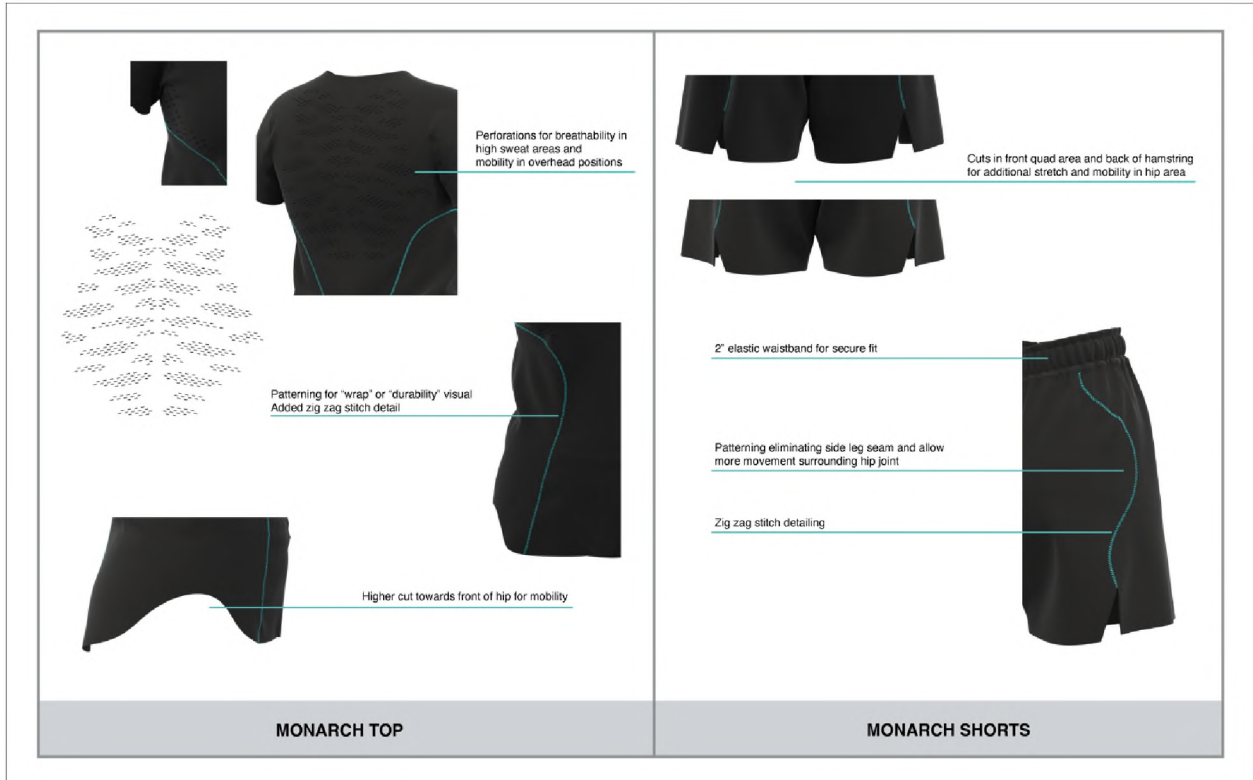 Perforations for breathability in
high sweat areas and
mobility in overhead positions
Patterning for “wrap” or “durability” visual
Added zig zag stitch detail
Higher cut towards front of hip for mobility
MONARCH TOP
Cuts in front quad area and back of hamstring
for additional stretch and mobility in hip area
2” elastic waistband for secure fit
Patterning eliminating side leg seam and allow
more movement surrounding hip joint
Zig zag stitch detailing
MONARCH SHORTS